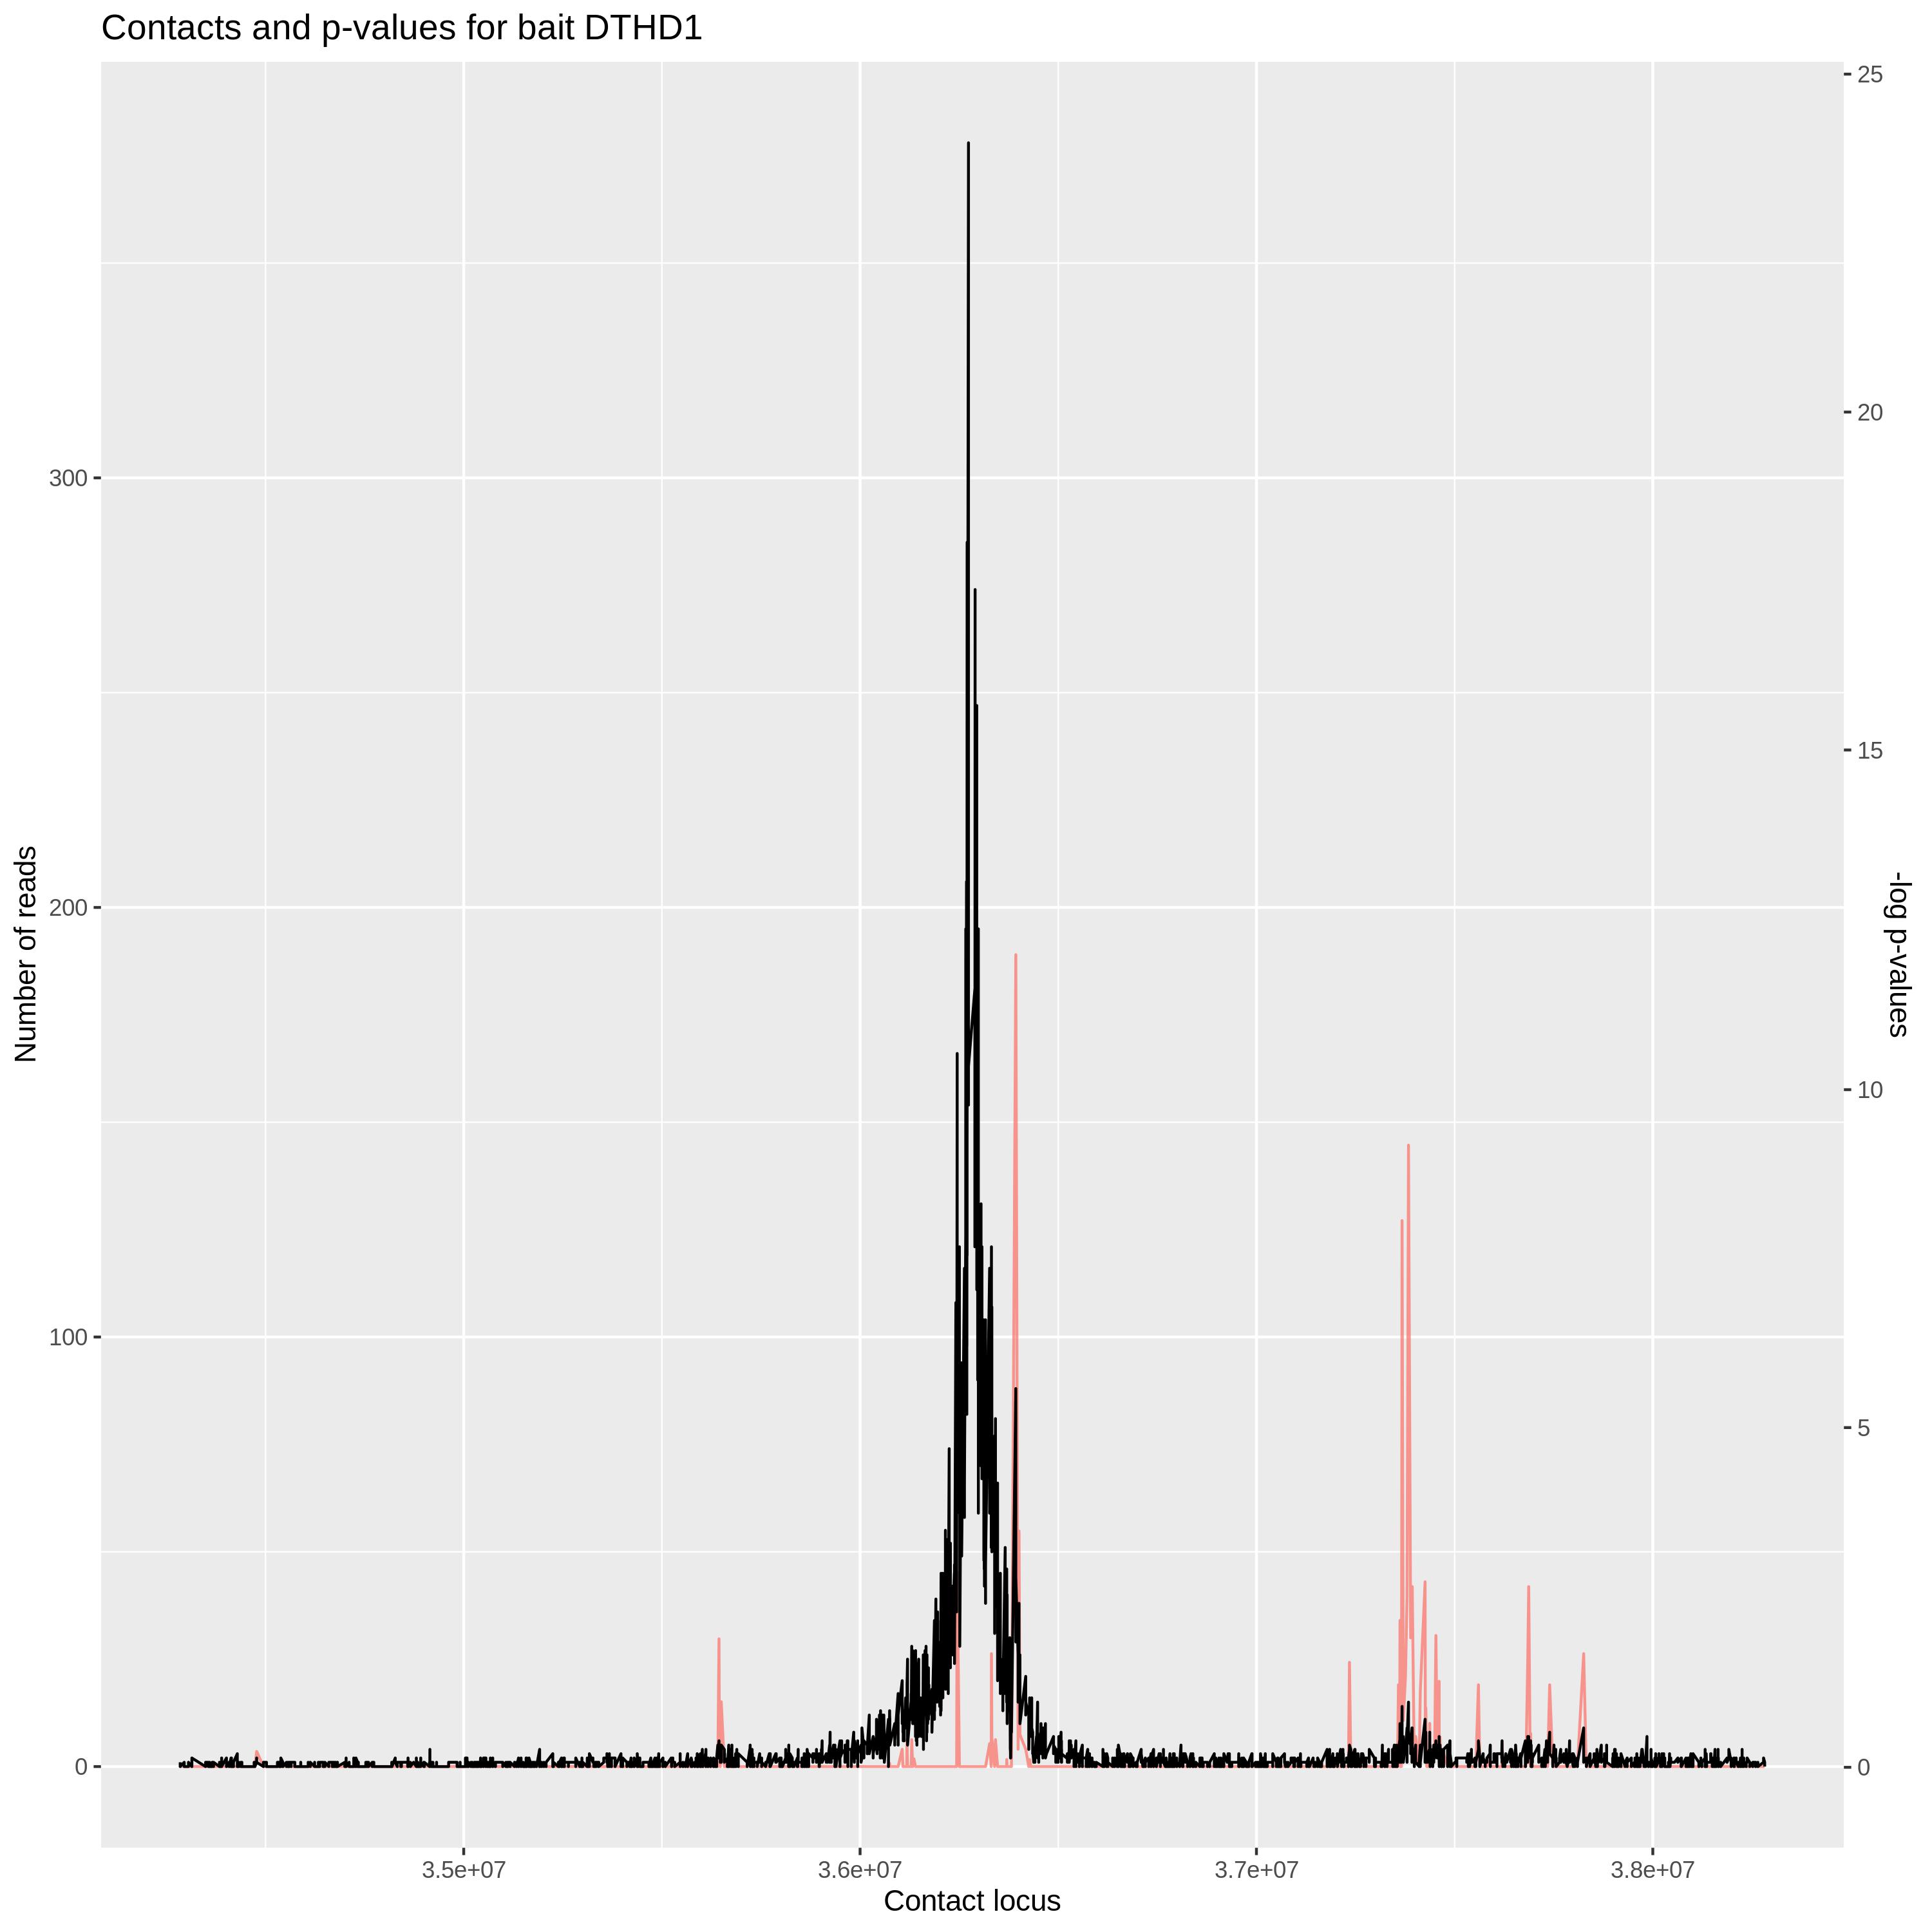 Contacts and p-values for bait DTHD1
25
20
300
15
200
10
100
5
0
0
Number of reads
-log p-values
3.5e+07
3.6e+07
3.7e+07
3.8e+07
Contact locus